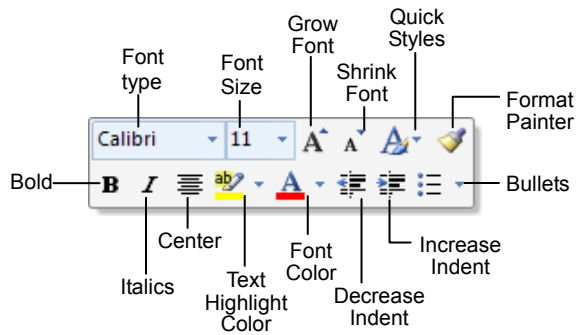 Grow
Font
Quick
Styles
Font
type
Font
Size
Shrink
Font
Format
Painter
Calibri
11
A
A
A
Bold
B
I
ab
A
Bullets
Center
Italics
Text
Highlight
Color
Font
Color
Decrease
Indent
Increase
Indent